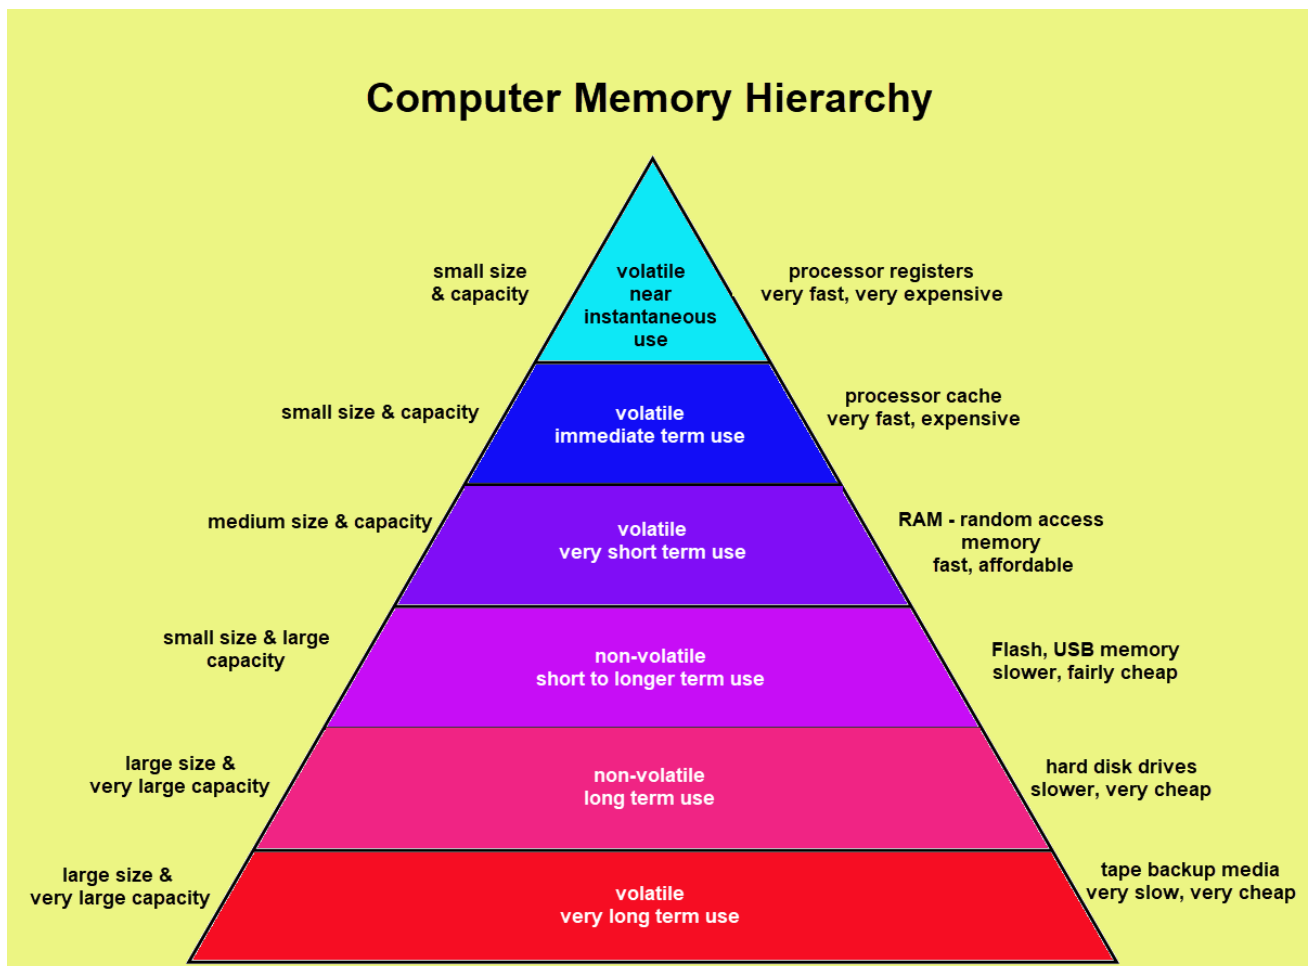 Computer Memory Hierarchy
small size
& capacity
volatile
near
instantaneous
use
processor registers
very fast, very expensive
small size & capacity
volatile
immediate term use
processor cache
very fast, expensive
medium size & capacity
volatile
very short term use
RAM - random access
memory
fast, affordable
small size & large
capacity
non-volatile
short to longer term use
Flash, USB memory
slower, fairly cheap
large size &
very large capacity
non-volatile
long term use
hard disk drives
slower, very cheap
large size &
very large capacity
volatile
very long term use
tape backup media
very slow, very cheap